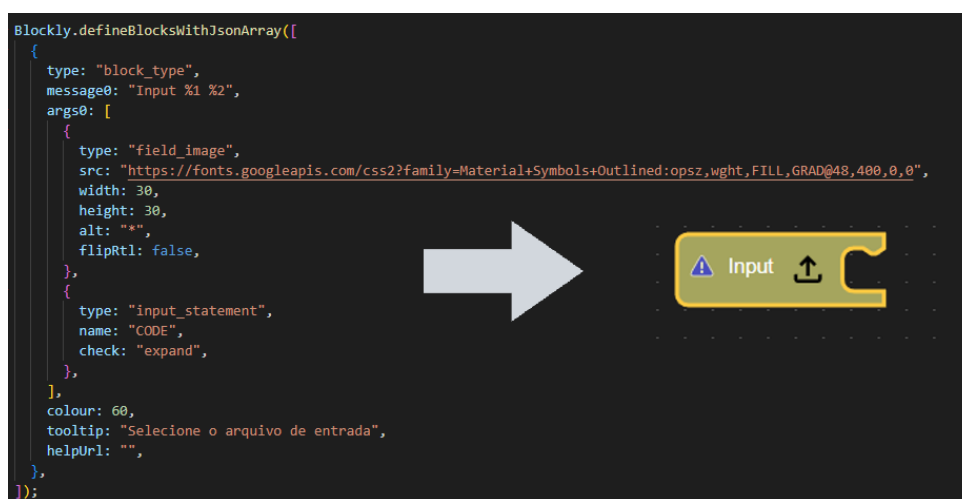 Blockly.defineBlocksWithJsonArray([
{
type: "block_type",
message0: "Input %1 %2",
args0: [
{
type: "field_image",
src: "https://fonts.googleapis.com/css2?family=Material+Symbols+Outlined:opsz,wght,FILL,GRAD@48,400,0,0",
width: 30,
height: 30,
alt: "*",
flipRtl: false,
},
{
type: "input_statement",
name: "CODE",
check: "expand",
},
],
colour: 60,
tooltip: "Selecione o arquivo de entrada",
helpUrl: "",
},
]);
Input